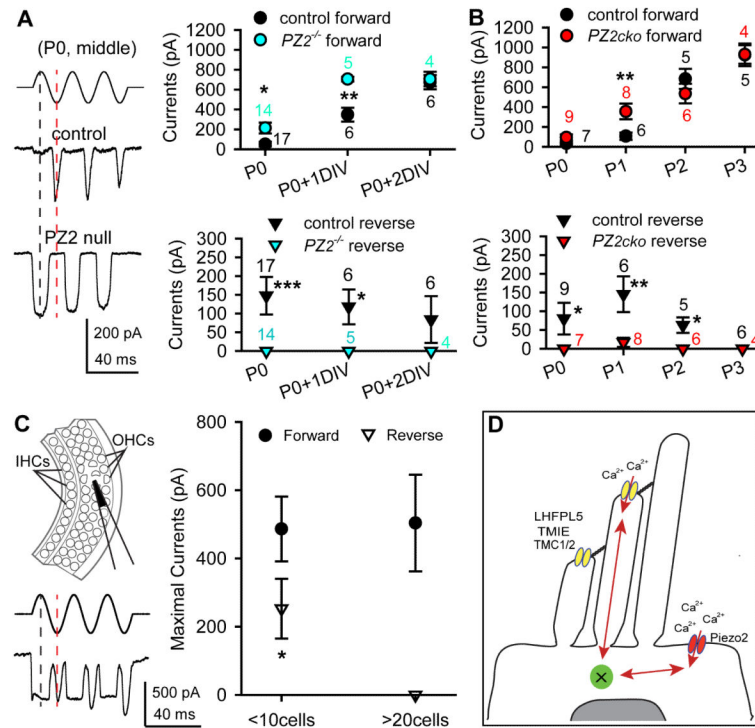 A
(P0, middle)
control
PZ2 null
200 pA
40 ms
control forward
PZ2-/- forward
Currents (pA)
1200
1000
800
600
400
200
0
*
14
17
5
**
6
4
6
P0
P0+1DIV
P0+2DIV
control reverse
PZ2-/- reverse
Currents (pA)
300
250
200
150
100
50
0
17
***
14
6
*
5
6
4
P0
P0+1DIV
P0+2DIV
B
control forward
PZ2cko forward
Currents (pA)
1200
1000
800
600
400
200
0
9
7
**
8
6
5
6
4
5
P0
P1
P2
P3
control reverse
PZ2cko reverse
Currents (pA)
300
250
200
150
100
50
0
9
*
7
6
**
8
5
*
6
6
4
P0
P1
P2
P3
C
OHCs
IHCs
500 pA
40 ms
Forward
Reverse
Maximal Currents (pA)
800
600
400
200
0
*
<10cells
>20cells
D
Ca2+ Ca2+
LHFPL5
TMIE
TMC1/2
Ca2+
Ca2+ Ca2+
Piezo2
X